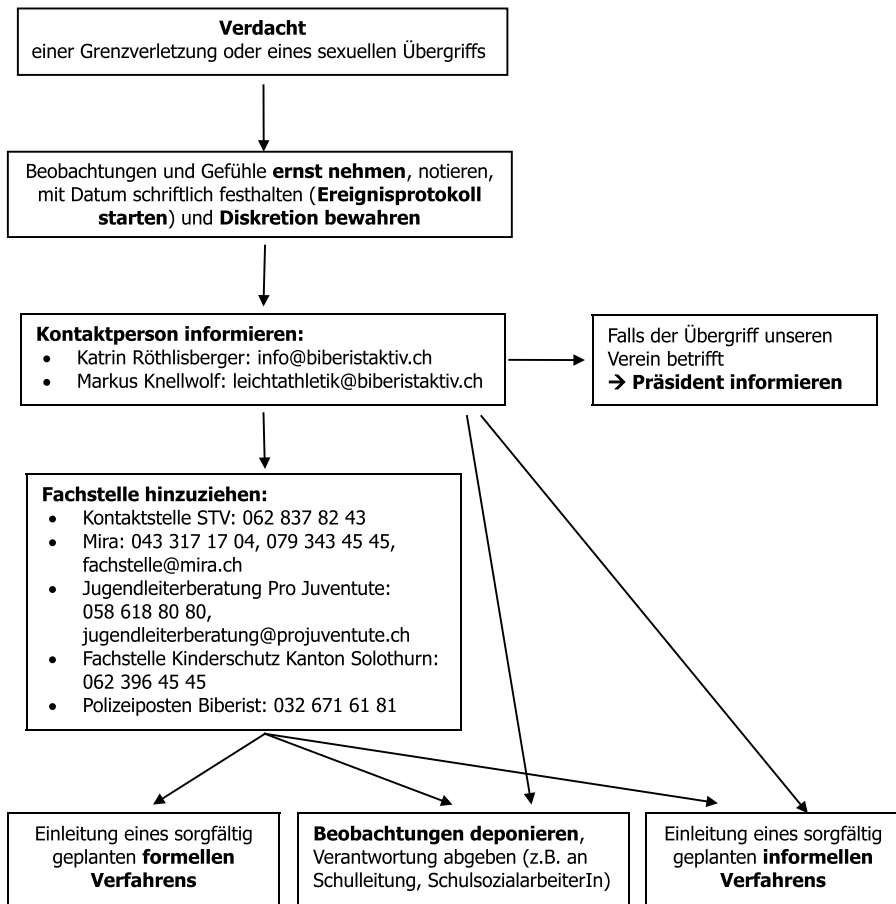 Verdacht
einer Grenzverletzung oder eines sexuellen Übergriffs
Beobachtungen und Gefühle ernst nehmen, notieren,
mit Datum schriftlich festhalten (Ereignisprotokoll
starten) und Diskretion bewahren
Kontaktperson informieren:
• Katrin Röthlisberger: info@biberistaktiv.ch
• Markus Knellwolf: leichtathletik@biberistaktiv.ch
Falls der Übergriff unseren
Verein betrifft
→ Präsident informieren
Fachstelle hinzuziehen:
• Kontaktstelle STV: 062 837 82 43
• Mira: 043 317 17 04, 079 343 45 45,
fachstelle@mira.ch
• Jugendleiterberatung Pro Juventute:
058 618 80 80,
jugendleiterberatung@projuventute.ch
• Fachstelle Kinderschutz Kanton Solothurn:
062 396 45 45
• Polizeiposten Biberist: 032 671 61 81
Einleitung eines sorgfältig
geplanten formellen
Verfahrens
Beobachtungen deponieren,
Verantwortung abgeben (z.B. an
Schulleitung, SchulsozialarbeiterIn)
Einleitung eines sorgfältig
geplanten informellen
Verfahrens